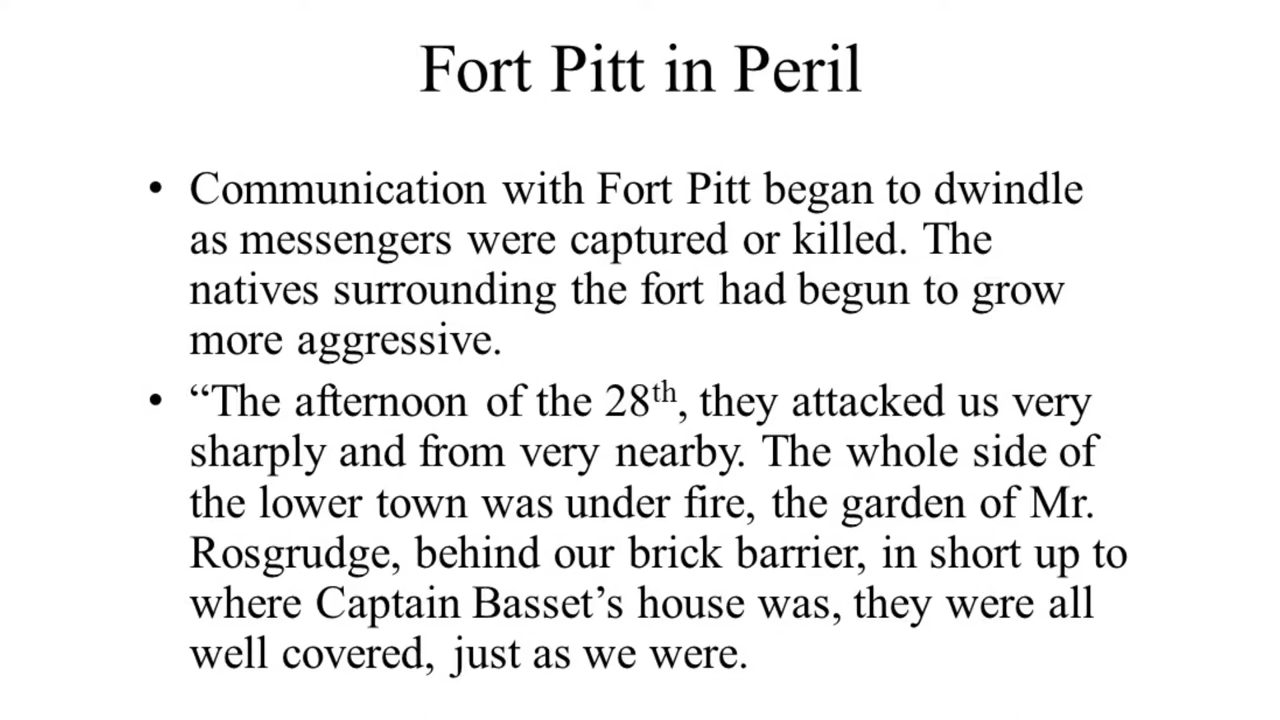 Fort Pitt in Peril
• Communication with Fort Pitt began to dwindle
as messengers were captured or killed. The
natives surrounding the fort had begun to grow
more aggressive.
• “The afternoon of the 28th, they attacked us very
sharply and from very nearby. The whole side of
the lower town was under fire, the garden of Mr.
Rosgrudge, behind our brick barrier, in short up to
where Captain Basset’s house was, they were all
well covered, just as we were.